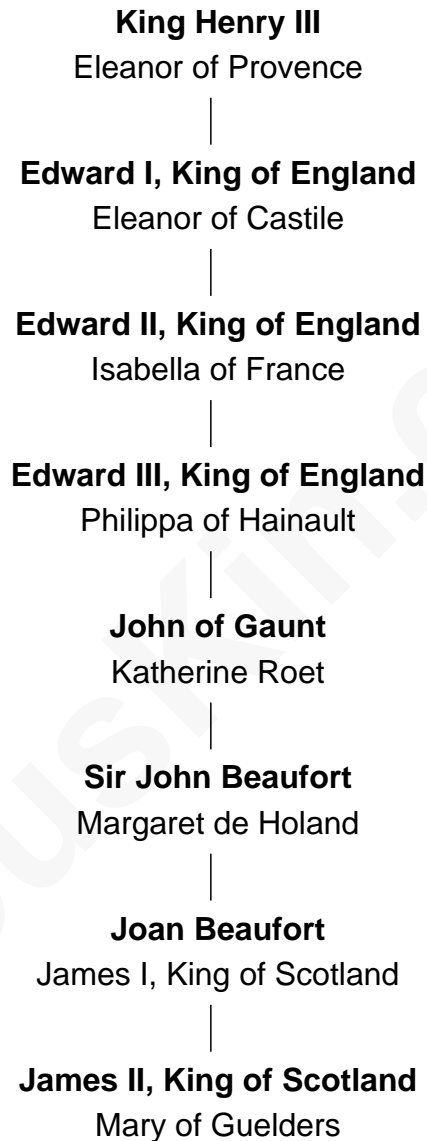 King Henry III
Eleanor of Provence
Edward I, King of England
Eleanor of Castile
Edward II, King of England
Isabella of France
Edward III, King of England
Philippa of Hainault
John of Gaunt
Katherine Roet
Sir John Beaufort
Margaret de Holand
Joan Beaufort
James I, King of Scotland
James II, King of Scotland
Mary of Guelders